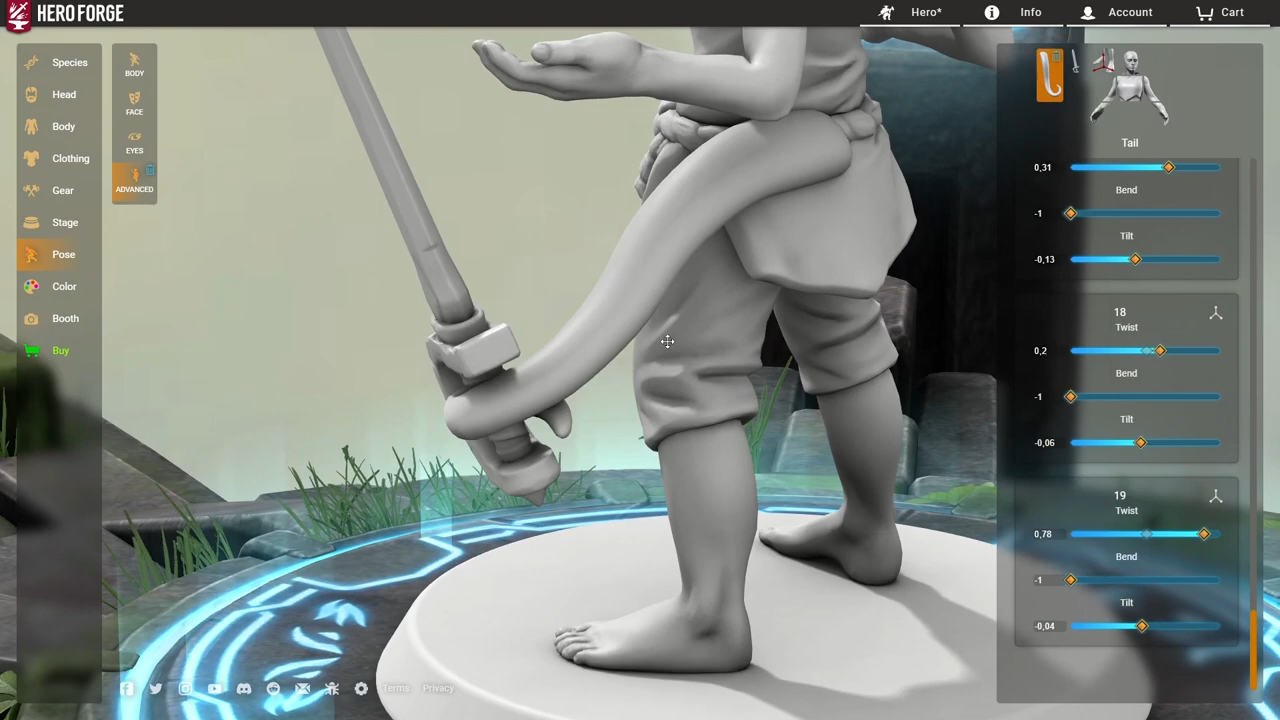 HERO FORGE
Hero*
Info
Account
Cart
Species
Head
Body
Clothing
Gear
Stage
Pose
Color
Booth
Buy
BODY
FACE
EYES
ADVANCED
Tail
0,31
Bend
-1
Tilt
-0,13
18
Twist
0,2
Bend
-1
Tilt
-0,06
19
Twist
0,78
Bend
-1
Tilt
-0,04
Terms
Privacy